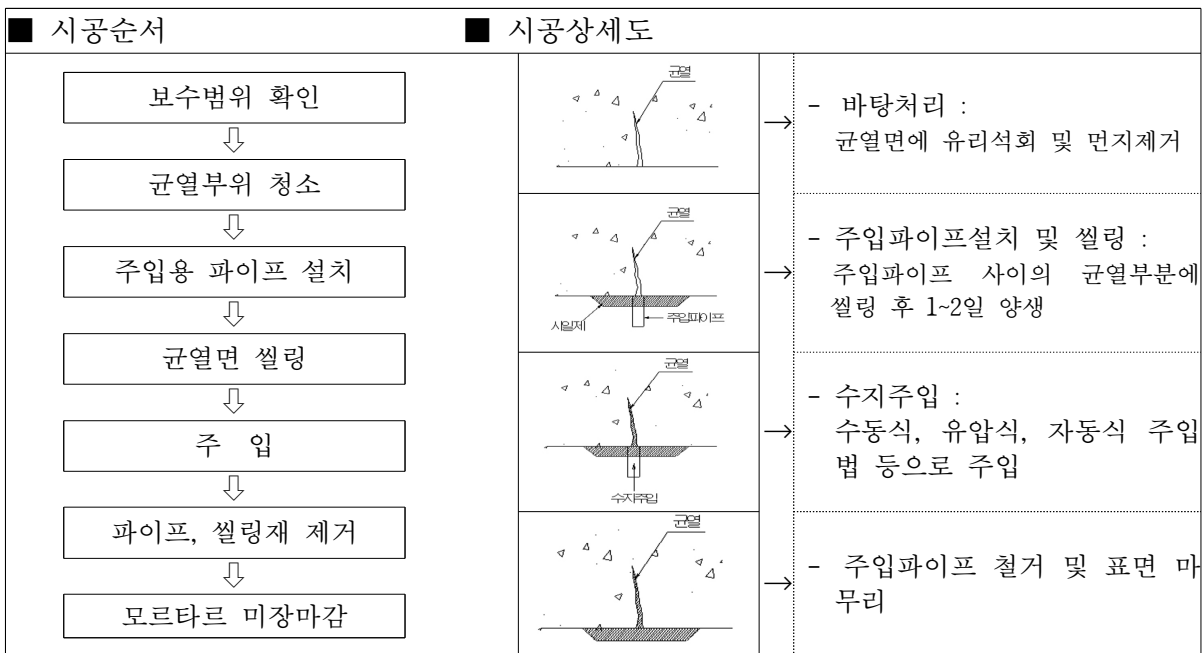 ■ 시공순서
■ 시공상세도
보수범위 확인
균열부위 청소
주입용 파이프 설치
균열면 씰링
주 입
파이프, 씰링재 제거
모르타르 미장마감
균열
- 바탕처리 :
균열면에 유리석회 및 먼지제거
균열
시일제
주입파이프
- 주입파이프설치 및 씰링 :
주입파이프 사이의 균열부분에
씰링 후 1~2일 양생
균열
수지주입
- 수지주입 :
수동식, 유압식, 자동식 주입
법 등으로 주입
균열
- 주입파이프 철거 및 표면 마
무리